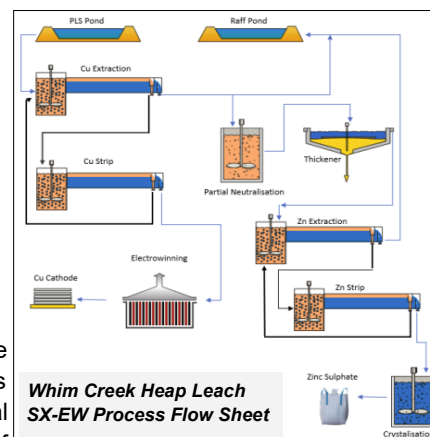 PLS Pond
Raff Pond
Cu Extraction
Partial Neutralisation
Thickener
Cu Strip
Zn Extraction
Electrowinning
Cu Cathode
Zn Strip
Zinc Sulphate
Crystalisation
Whim Creek Heap Leach
SX-EW Process Flow Sheet